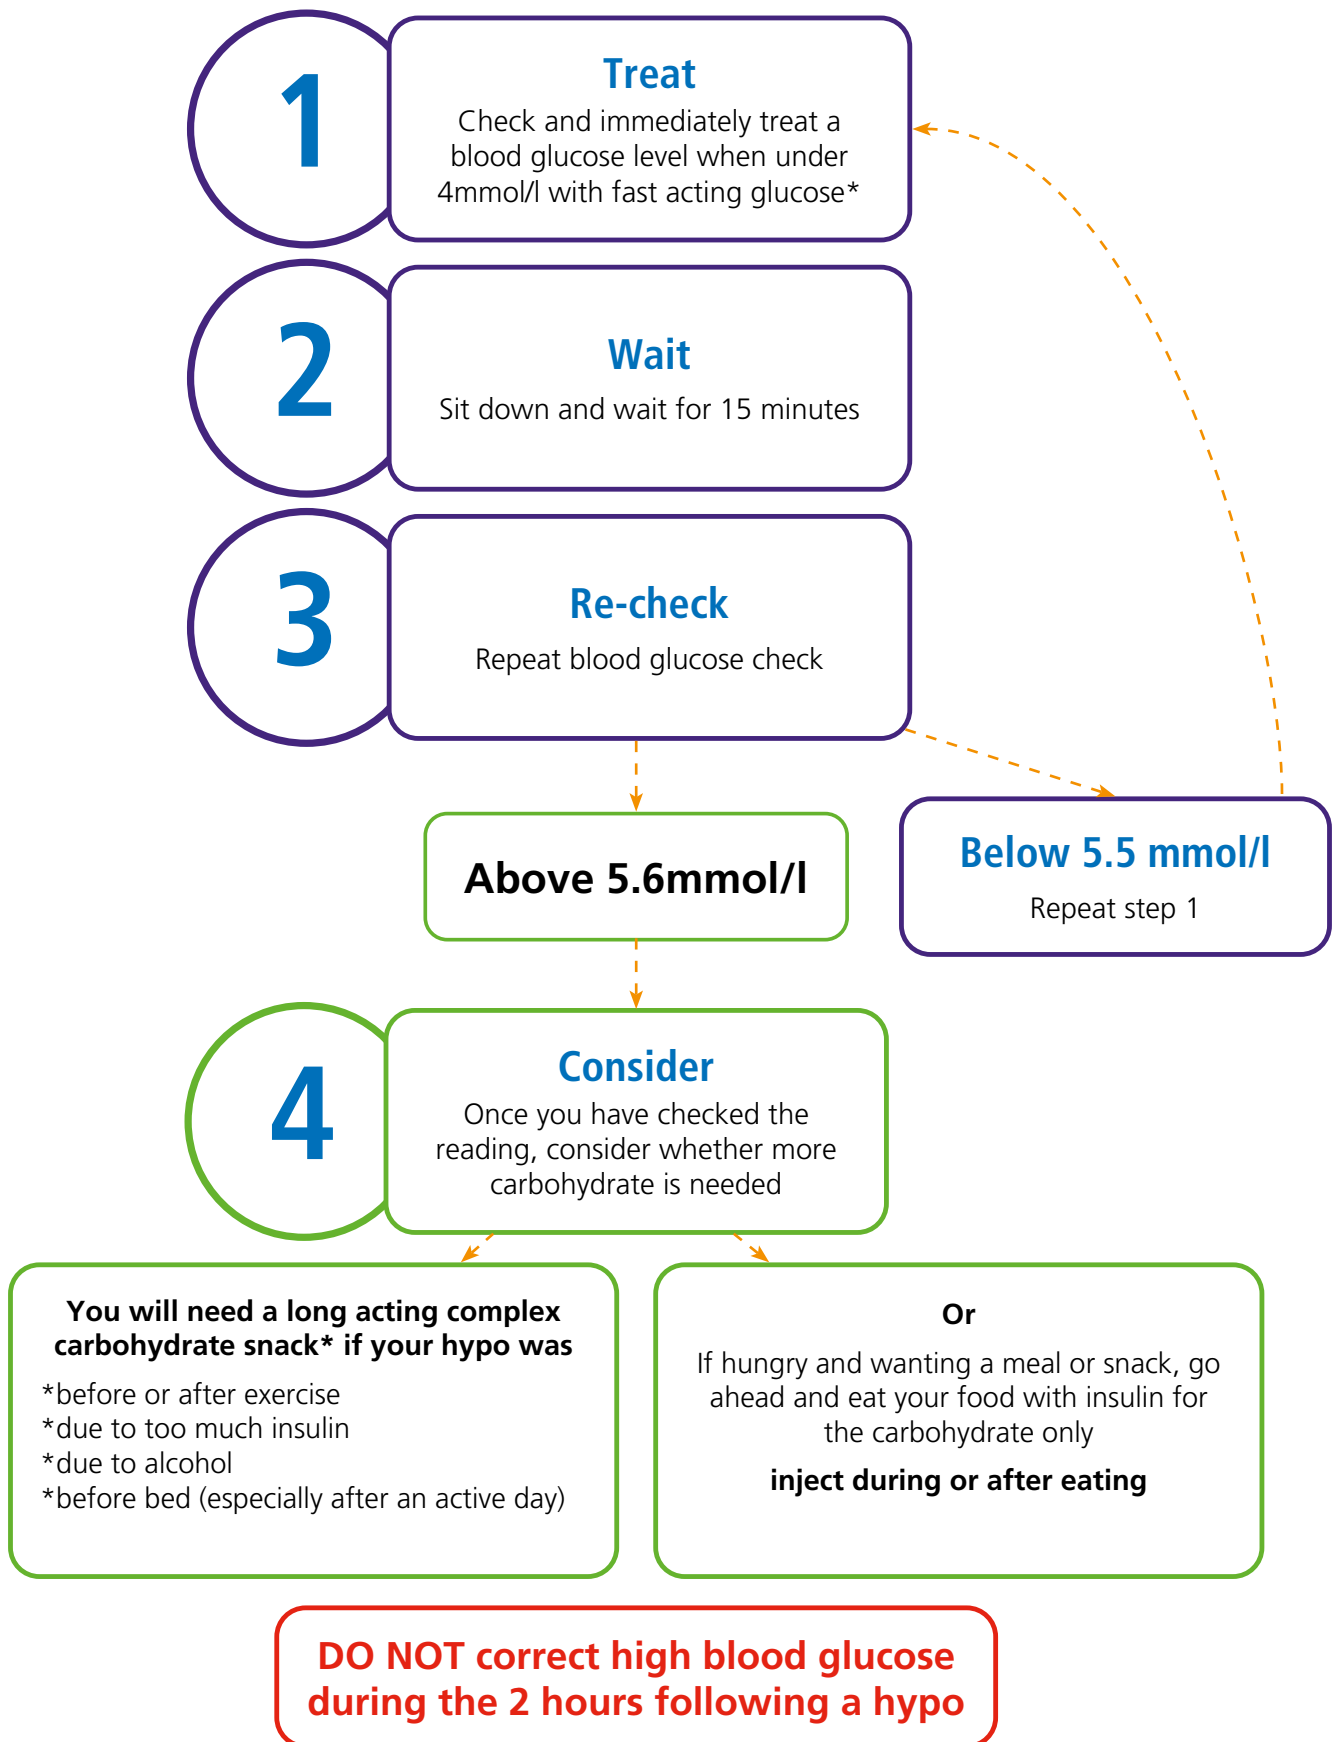 1
Treat
Check and immediately treat a
blood glucose level when under
4mmol/l with fast acting glucose*
2
Wait
Sit down and wait for 15 minutes
3
Re-check
Repeat blood glucose check
Above 5.6mmol/l
Below 5.5 mmol/l
Repeat step 1
4
Consider
Once you have checked the
reading, consider whether more
carbohydrate is needed
You will need a long acting complex
carbohydrate snack* if your hypo was
*before or after exercise
*due to too much insulin
*due to alcohol
*before bed (especially after an active day)
Or
If hungry and wanting a meal or snack, go
ahead and eat your food with insulin for
the carbohydrate only
inject during or after eating
DO NOT correct high blood glucose
during the 2 hours following a hypo